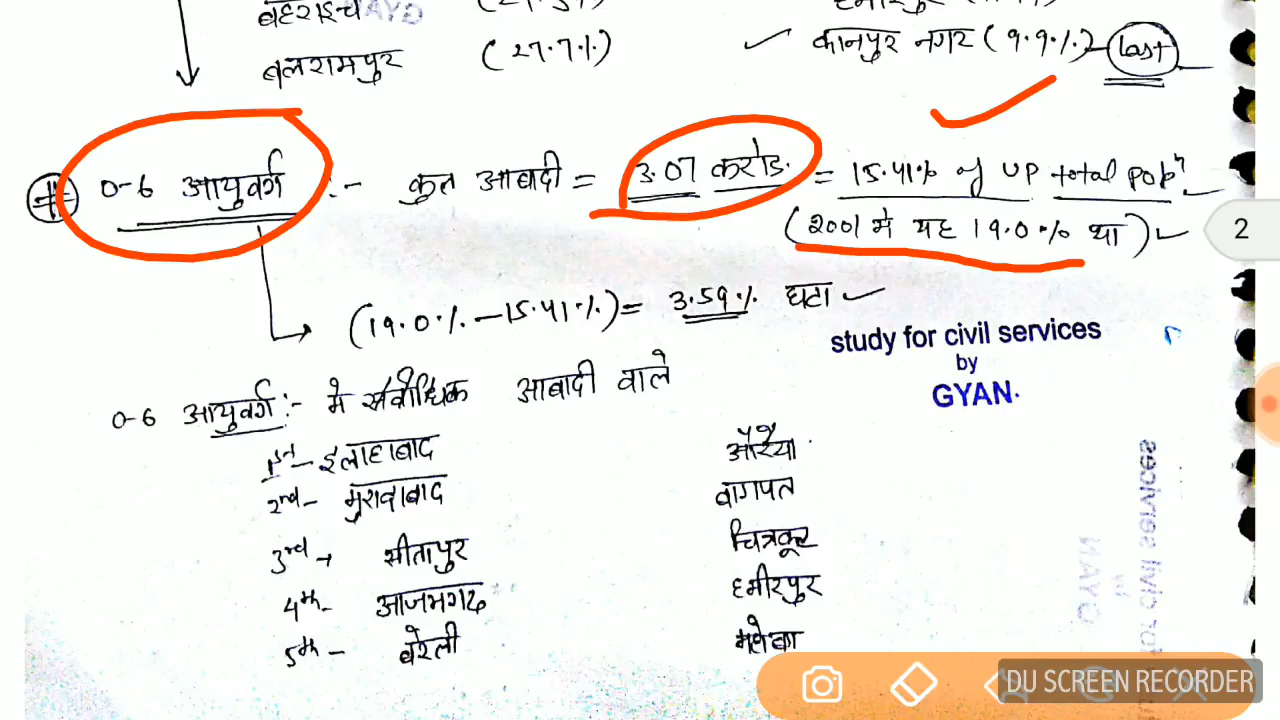 बहराइच
बलरामपुर (27.7%)
कानपुर नगर (9.9%) - last
# 0-6 आयुवर्ग :- कुल आबादी = 3.07 करोड. = 15.41% of UP total popⁿ
(2001 मे यह 19.0% था)
2
(19.0% - 15.41%) = 3.59% घटा
study for civil services
by
GYAN.
0-6 आयुवर्ग :- मे सर्वाधिक आबादी वाले
1st - इलाहाबाद औरैया
2nd - मुरादाबाद बागपत
3rd - सीतापुर चित्रकूट
4th - आजमगढ हमीरपुर
5th - बरेली महोबा
DU SCREEN RECORDER